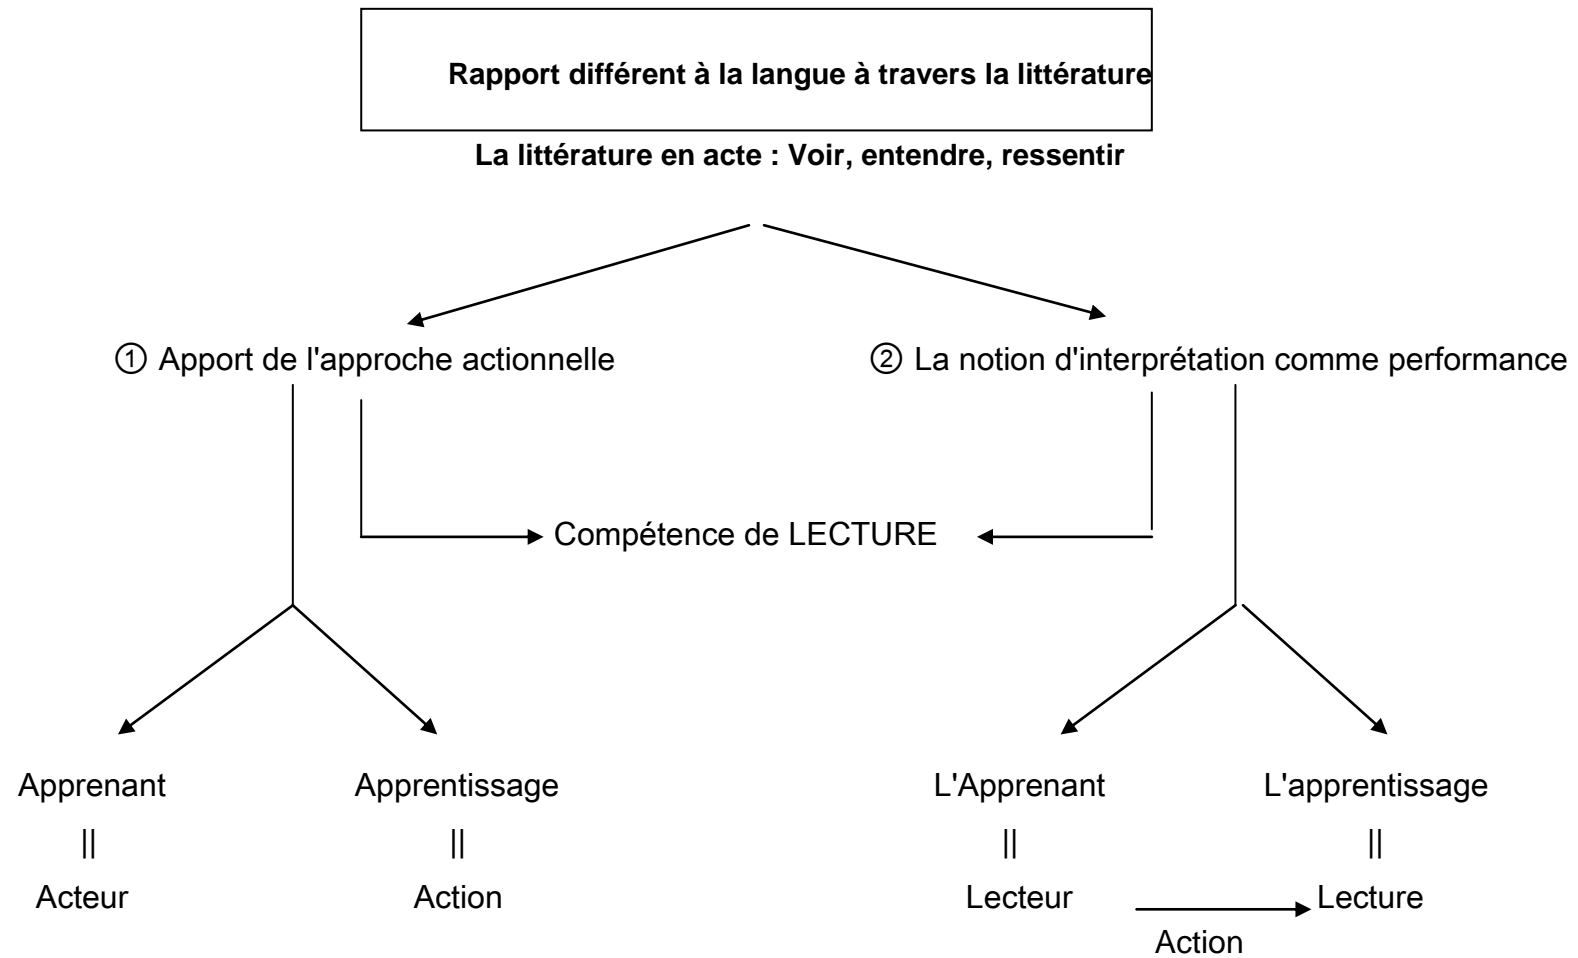 Rapport différent à la langue à travers la littérature
La littérature en acte : Voir, entendre, ressentir
① Apport de l'approche actionnelle
② La notion d'interprétation comme performance
Compétence de LECTURE
Apprenant
||
Acteur
Apprentissage
||
Action
L'Apprenant
||
Lecteur
Action
L'apprentissage
||
Lecture